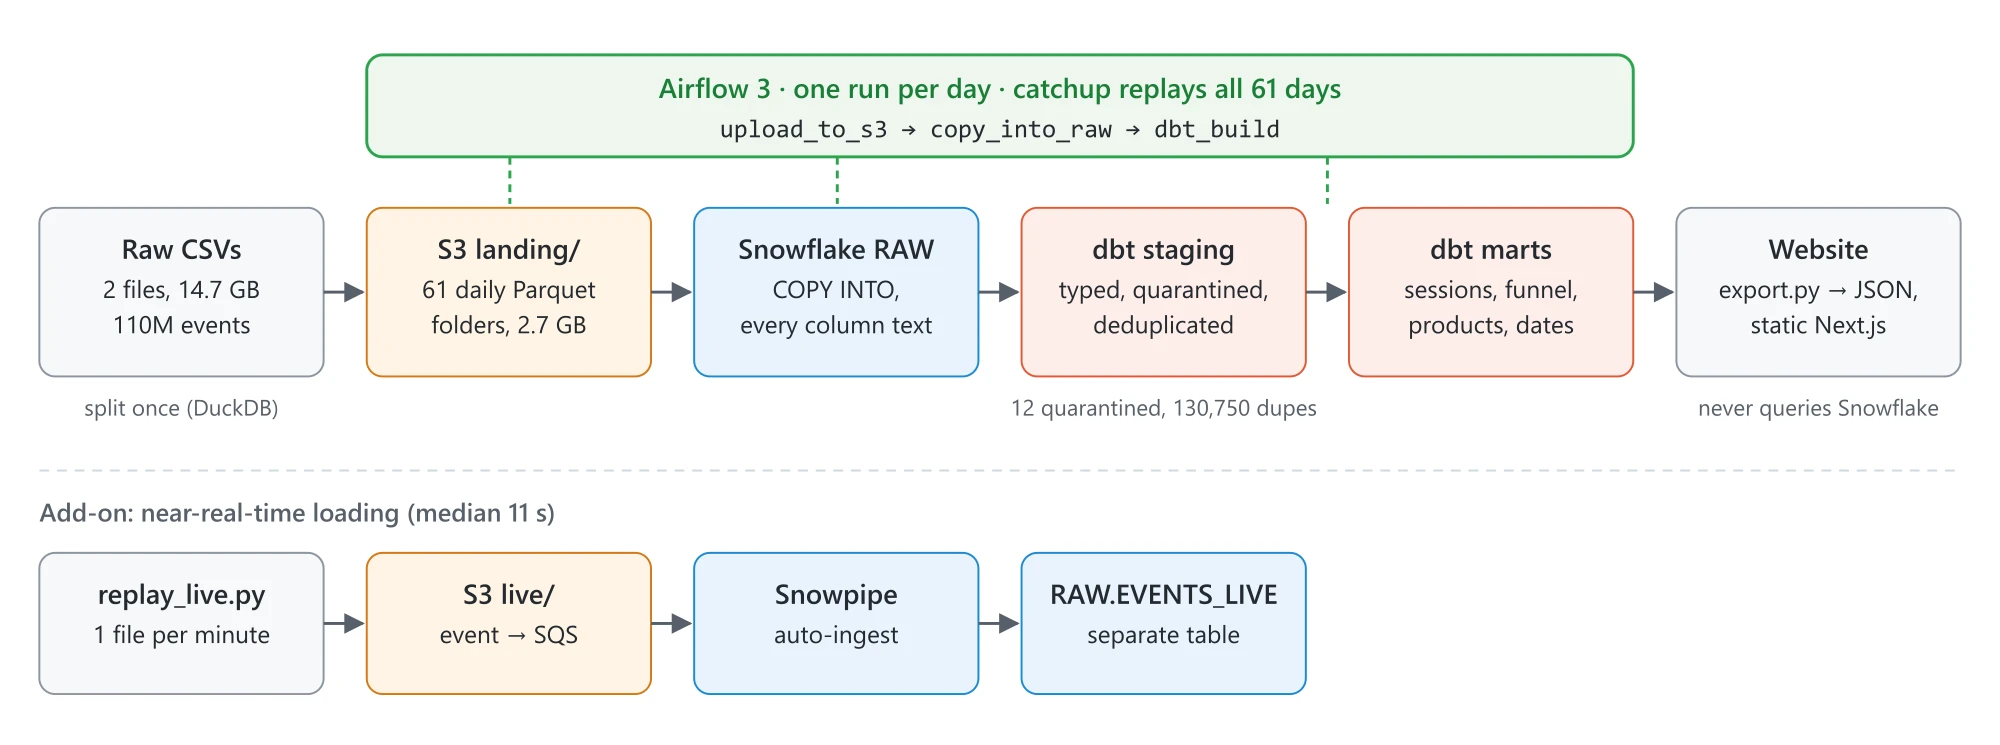 Airflow 3 · one run per day · catchup replays all 61 days
upload_to_s3 → copy_into_raw → dbt_build
Raw CSVs
2 files, 14.7 GB
110M events
split once (DuckDB)
S3 landing/
61 daily Parquet
folders, 2.7 GB
Snowflake RAW
COPY INTO,
every column text
dbt staging
typed, quarantined,
deduplicated
12 quarantined, 130,750 dupes
dbt marts
sessions, funnel,
products, dates
Website
export.py → JSON,
static Next.js
never queries Snowflake
Add-on: near-real-time loading (median 11 s)
replay_live.py
1 file per minute
S3 live/
event → SQS
Snowpipe
auto-ingest
RAW.EVENTS_LIVE
separate table